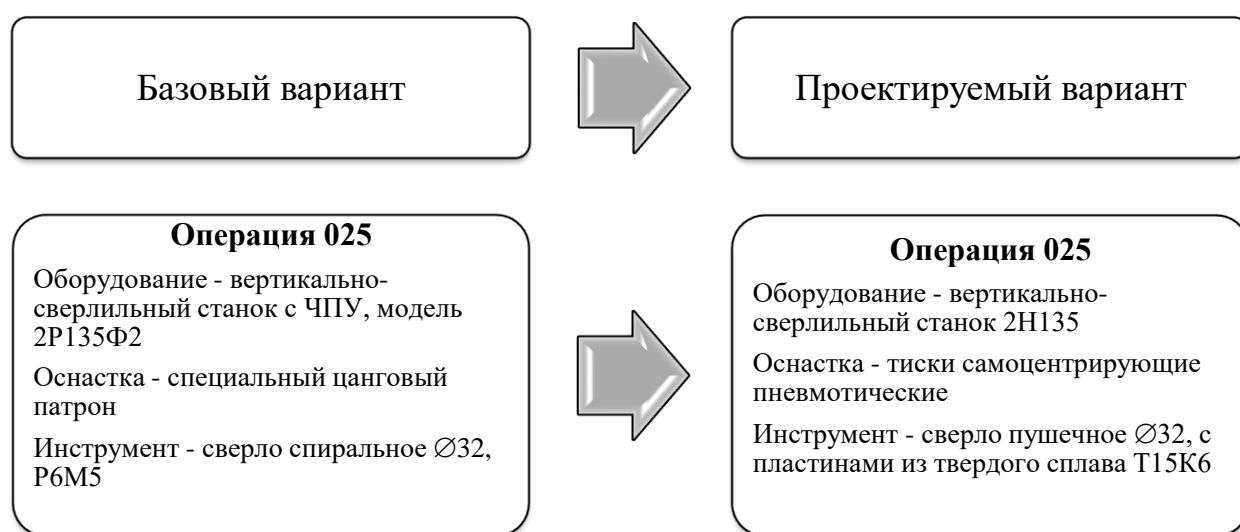 Базовый вариант
Проектируемый вариант
Операция 025
Оборудование - вертикально-
сверлильный станок с ЧПУ, модель
2Р135Ф2
Оснастка - специальный цанговый
патрон
Инструмент - сверло спиральное ∅32,
Р6М5
Операция 025
Оборудование - вертикально-
сверлильный станок 2Н135
Оснастка - тиски самоцентрирующие
пневмотические
Инструмент - сверло пушечное ∅32, с
пластинами из твердого сплава Т15К6